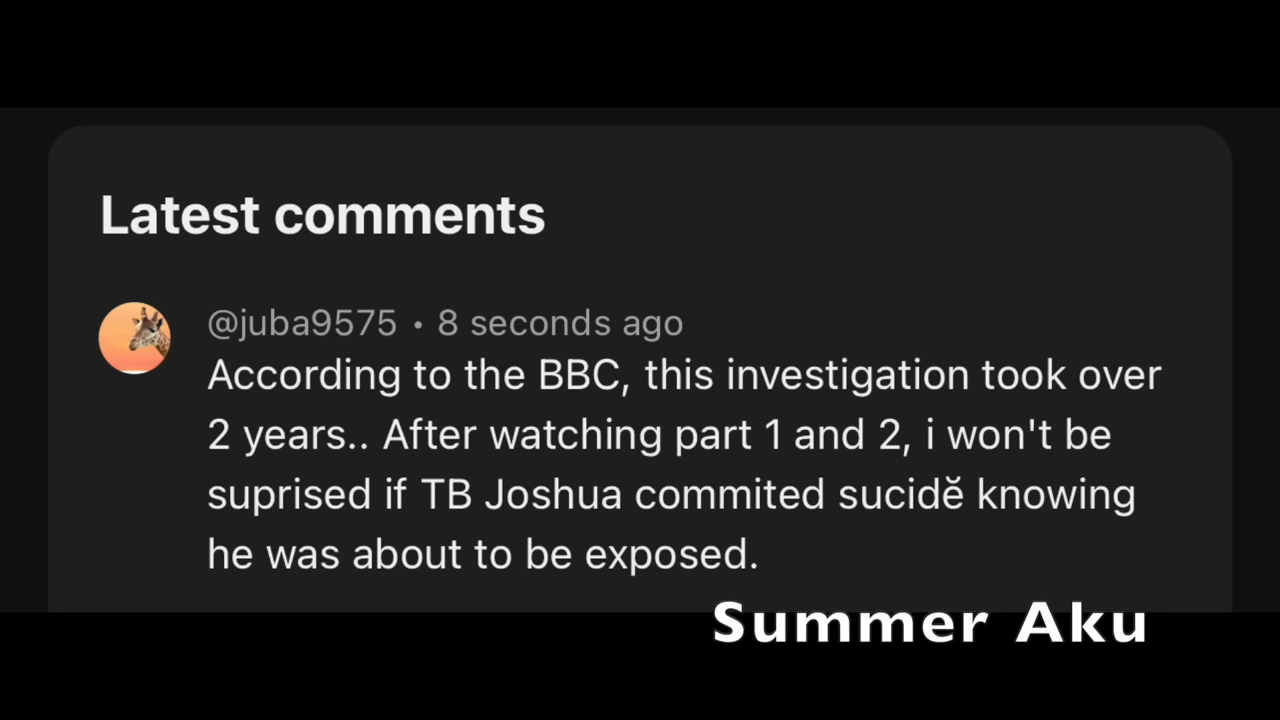 Latest comments
@juba9575 • 8 seconds ago
According to the BBC, this investigation took over
2 years.. After watching part 1 and 2, i won't be
suprised if TB Joshua commited sucidĕ knowing
he was about to be exposed.
Summer Aku